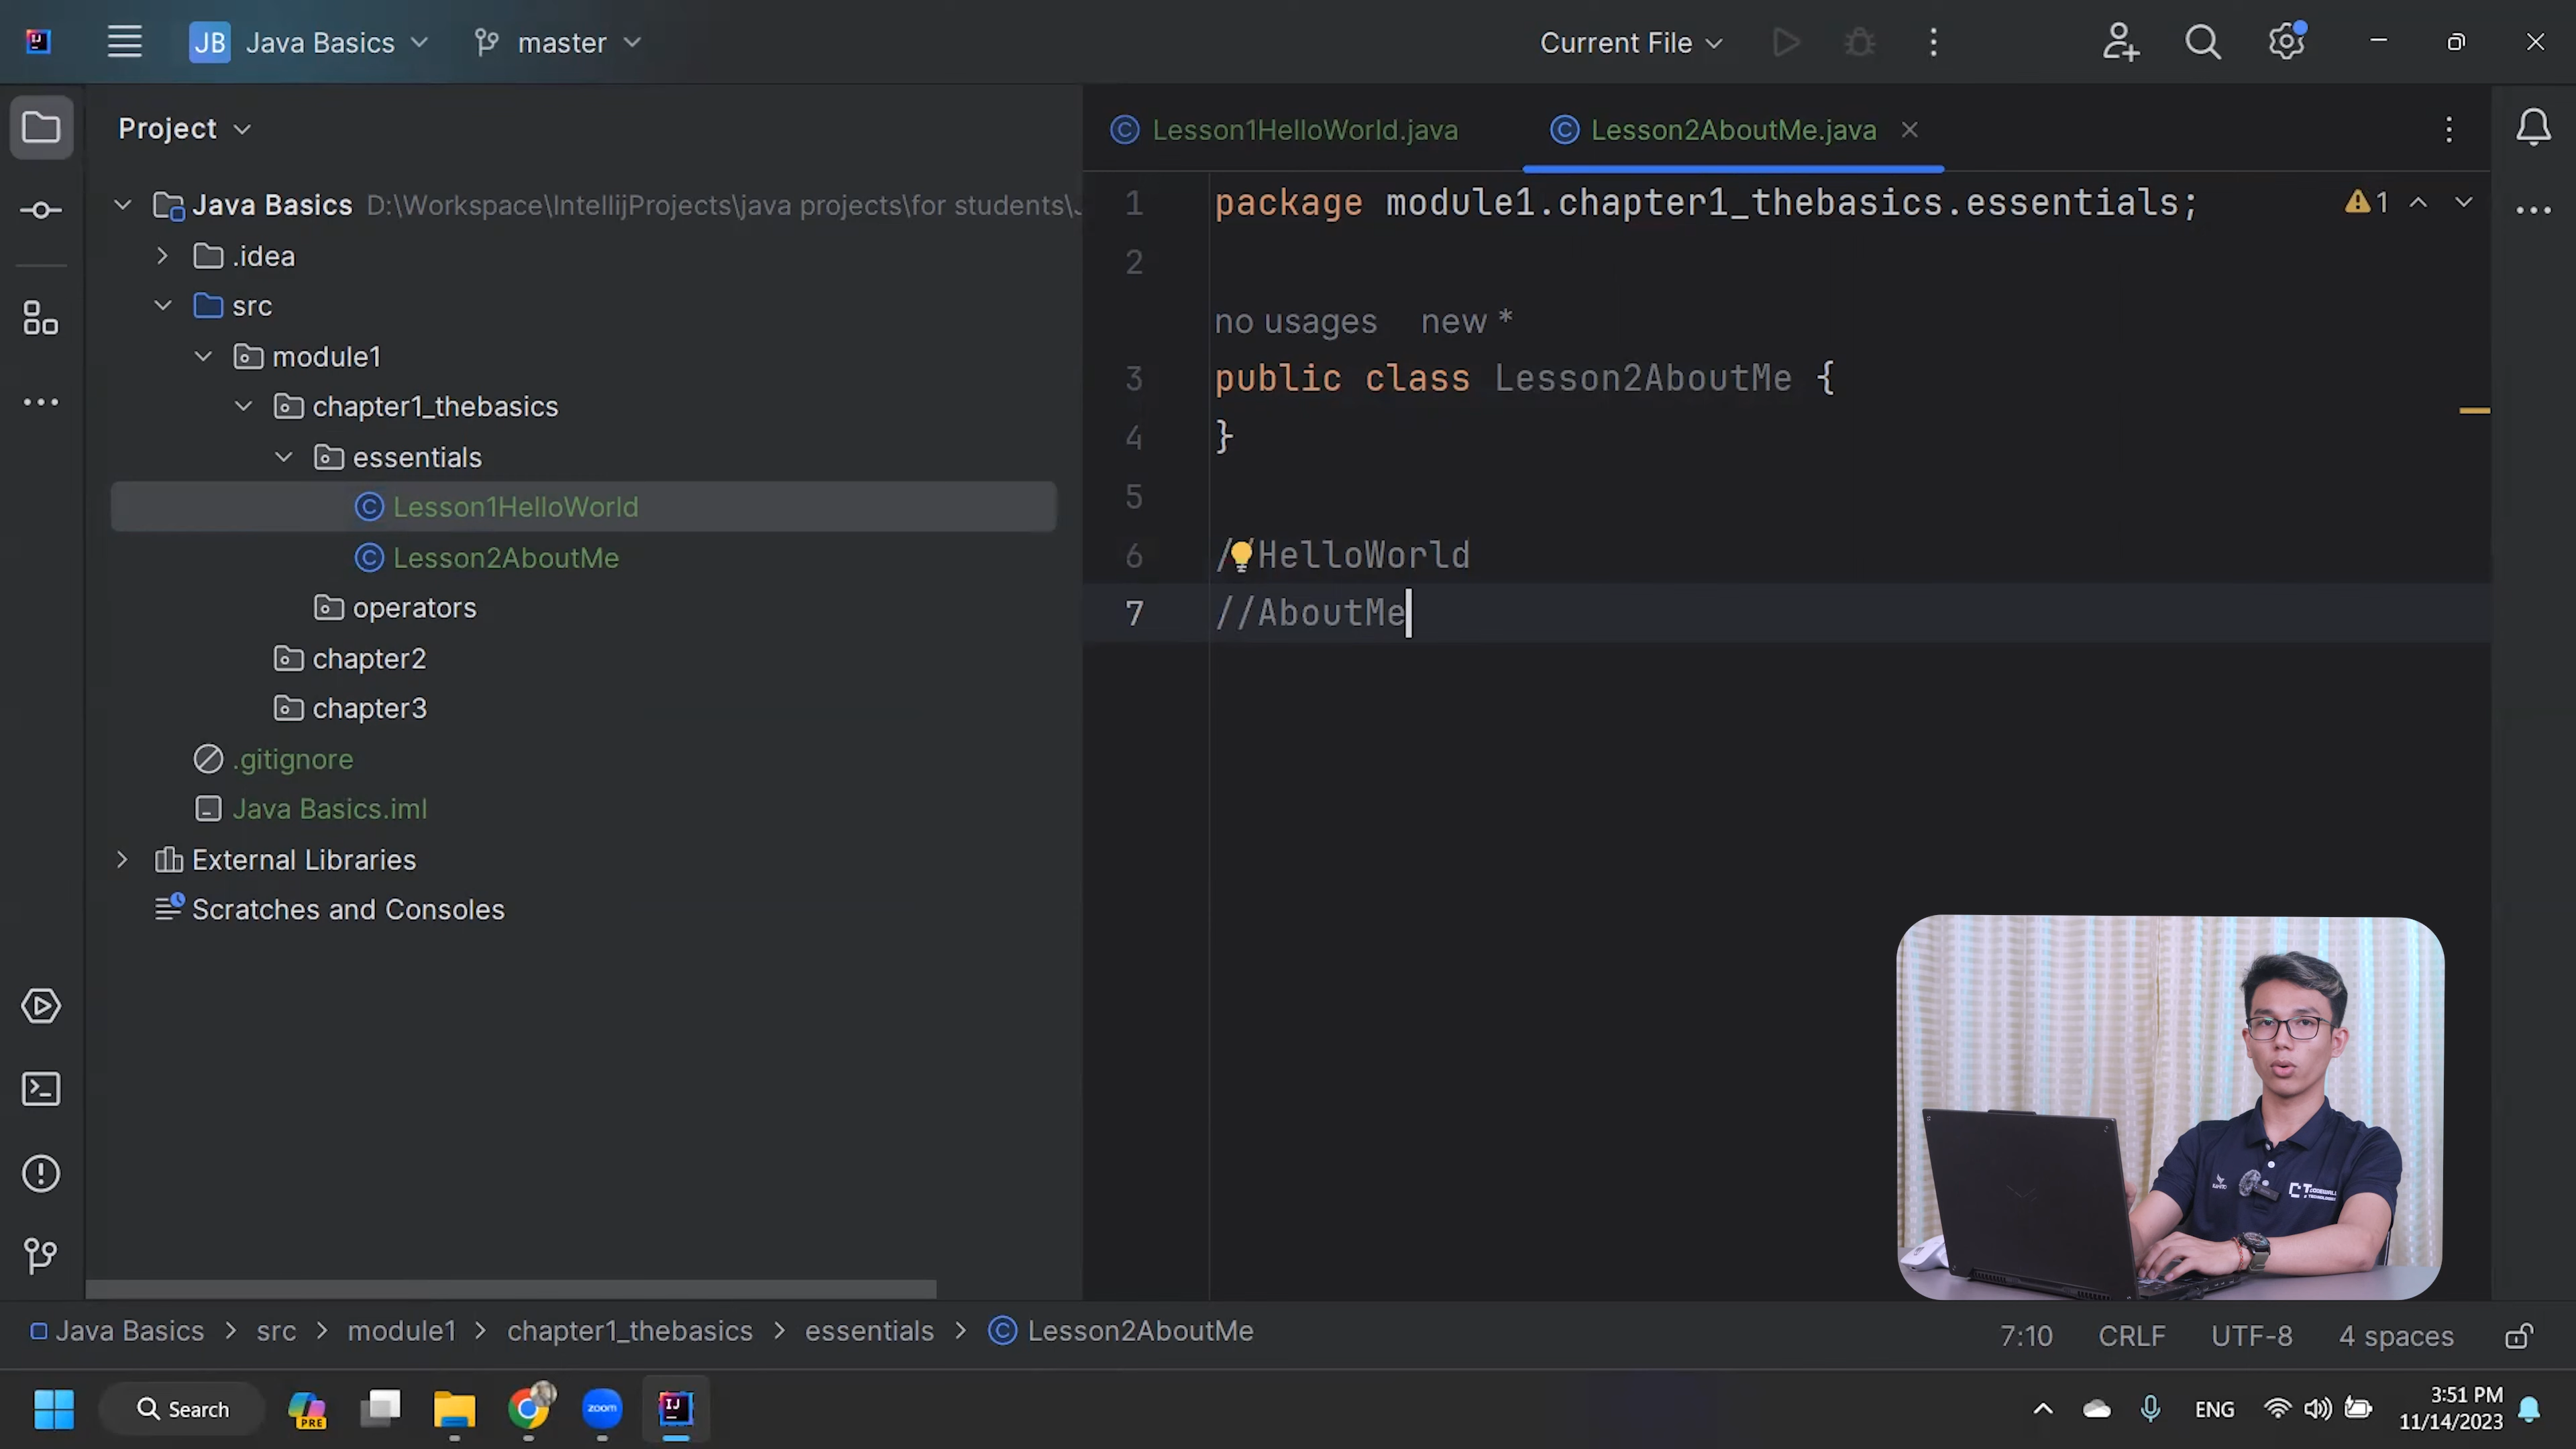 JB Java Basics master Current File
Project
Java Basics D:\Workspace\IntellijProjects\java projects\for students\J
.idea
src
module1
chapter1_thebasics
essentials
Lesson1HelloWorld
Lesson2AboutMe
operators
chapter2
chapter3
.gitignore
Java Basics.iml
External Libraries
Scratches and Consoles
Lesson1HelloWorld.java Lesson2AboutMe.java
1 package module1.chapter1_thebasics.essentials; 1
2
no usages new *
3 public class Lesson2AboutMe {
4 }
5
6 //HelloWorld
7 //AboutMe
Java Basics > src > module1 > chapter1_thebasics > essentials > Lesson2AboutMe
7:10 CRLF UTF-8 4 spaces
Search PRE zoom IJ ENG 3:51 PM
11/14/2023